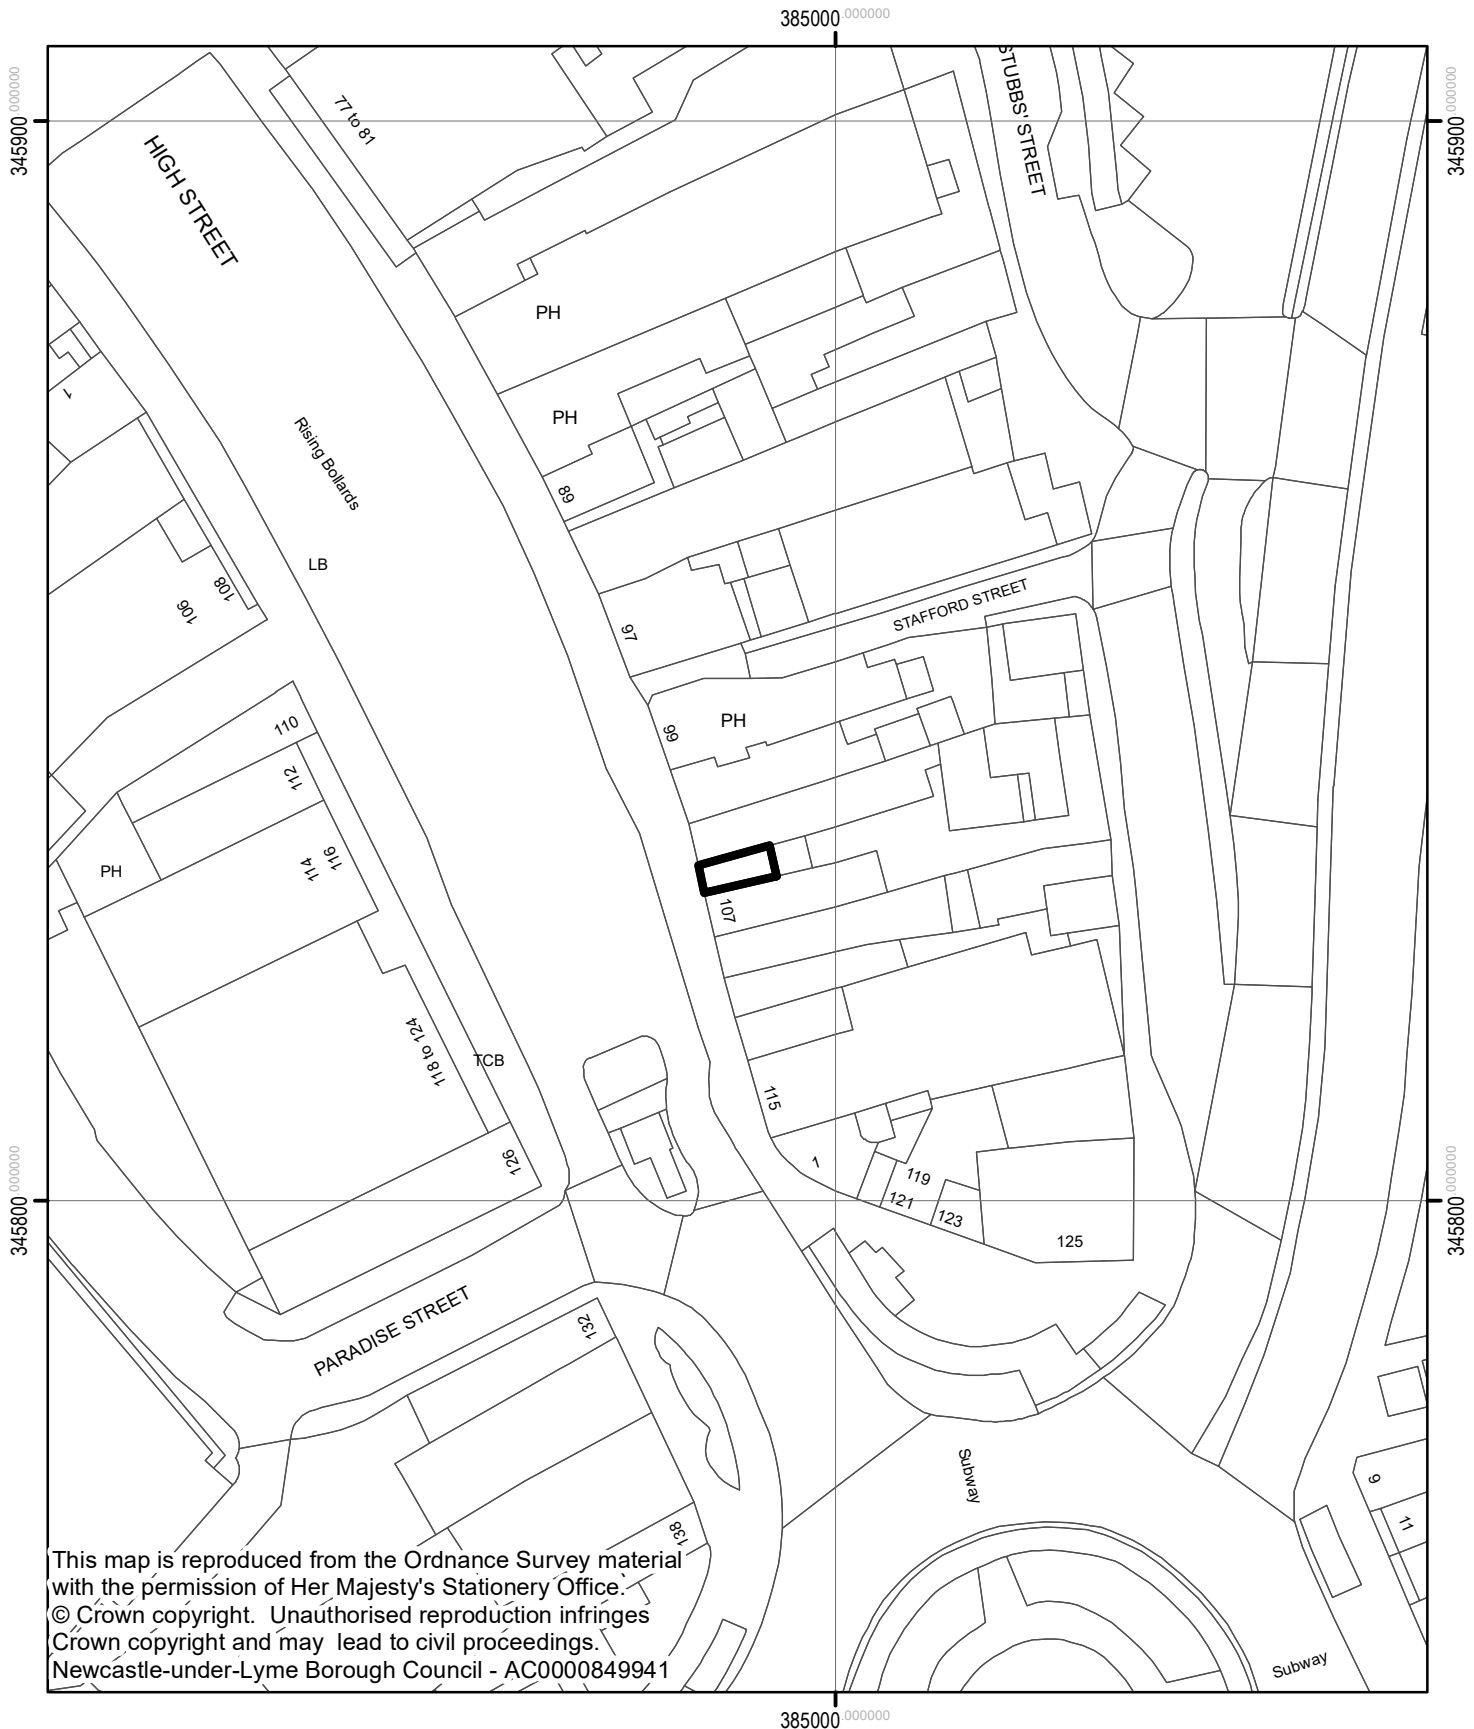 385000.000000
345900.000000
345900.000000
HIGH STREET
77 to 81
STUBBS' STREET
PH
1
PH
Rising Bollards
89
LB
108
106
97
STAFFORD STREET
99
PH
110
112
116
114
PH
107
118 to 124
TCB
115
126
1
119
121
123
125
345800.000000
345800.000000
PARADISE STREET
132
Subway
9
11
138
This map is reproduced from the Ordnance Survey material
with the permission of Her Majesty's Stationery Office.
© Crown copyright. Unauthorised reproduction infringes
Crown copyright and may lead to civil proceedings.
Newcastle-under-Lyme Borough Council - AC0000849941
Subway
385000.000000